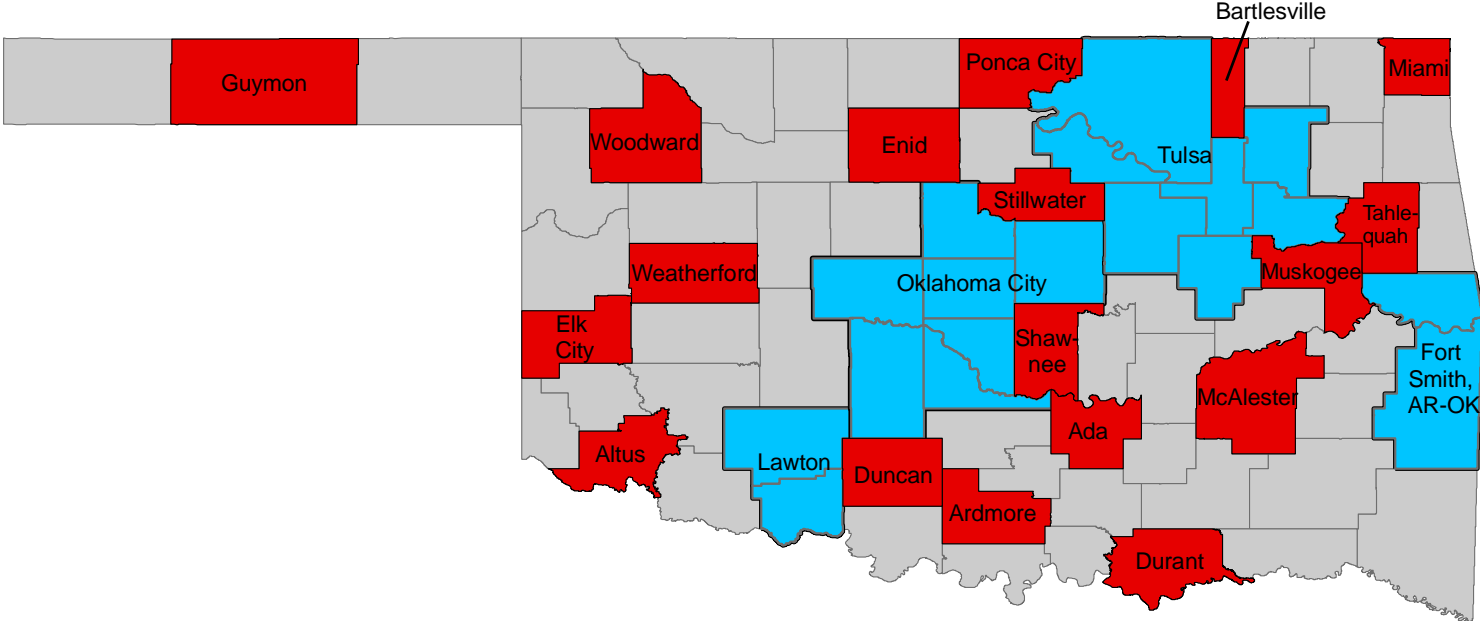 Bartlesville
Ponca City
Miami
Guymon
Woodward
Enid
Tulsa
Stillwater
Tahle-
quah
Weatherford
Muskogee
Oklahoma City
Elk
City
Shaw-
nee
Fort
Smith,
AR-OK
McAlester
Ada
Altus
Lawton
Duncan
Ardmore
Durant